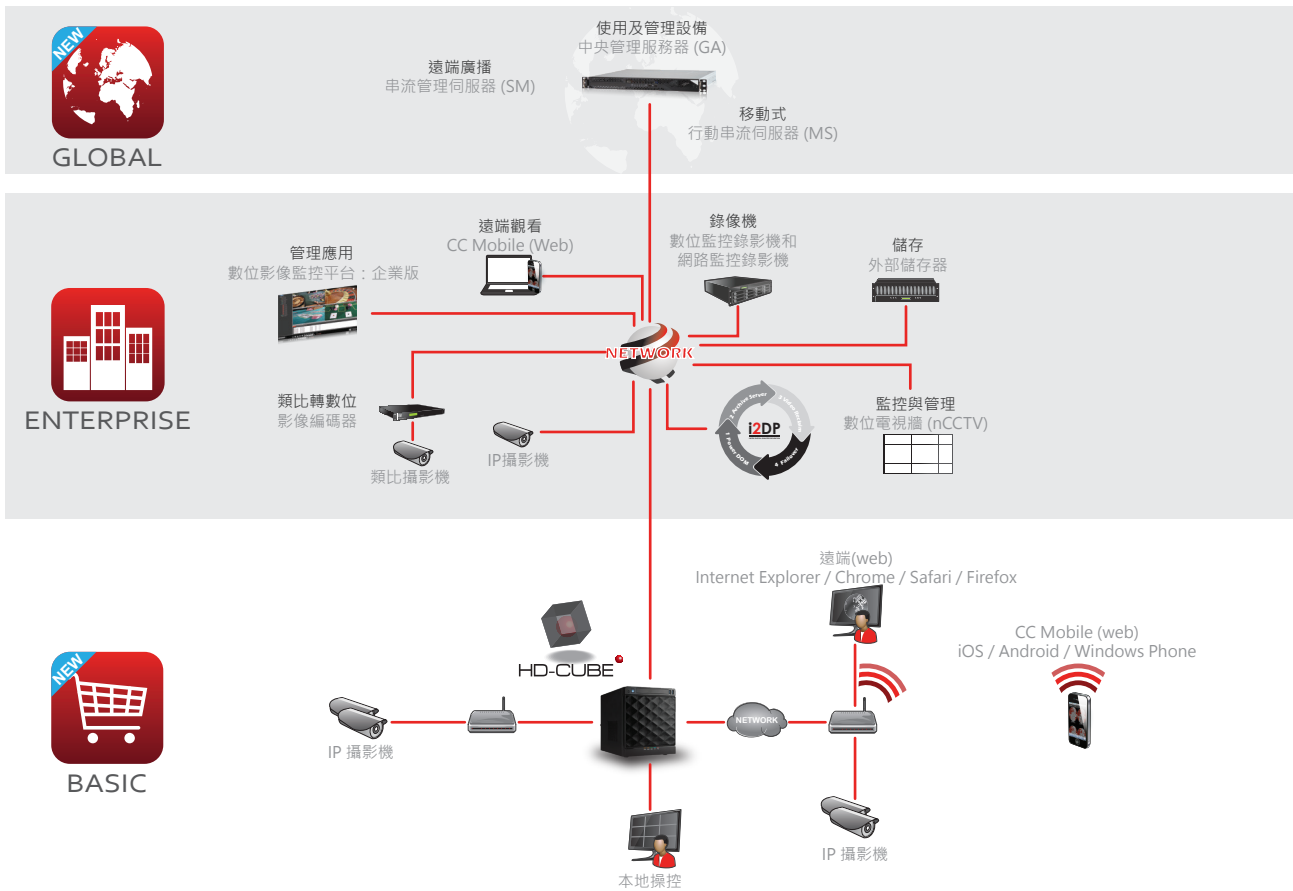 NEW
GLOBAL
使用及管理設備
中央管理服務器 (GA)
遠端廣播
串流管理伺服器 (SM)
移動式
行動串流伺服器 (MS)
ENTERPRISE
管理應用
數位影像監控平台：企業版
遠端觀看
CC Mobile (Web)
錄像機
數位監控錄影機和
網路監控錄影機
儲存
外部儲存器
NETWORK
類比轉數位
影像編碼器
類比攝影機
IP攝影機
i2DP
1 Power DOM
2 Archive Server
4 Failover
監控與管理
數位電視牆 (nCCTV)
NEW
BASIC
HD-CUBE
IP 攝影機
NETWORK
遠端(web)
Internet Explorer / Chrome / Safari / Firefox
CC Mobile (web)
iOS / Android / Windows Phone
IP 攝影機
本地操控